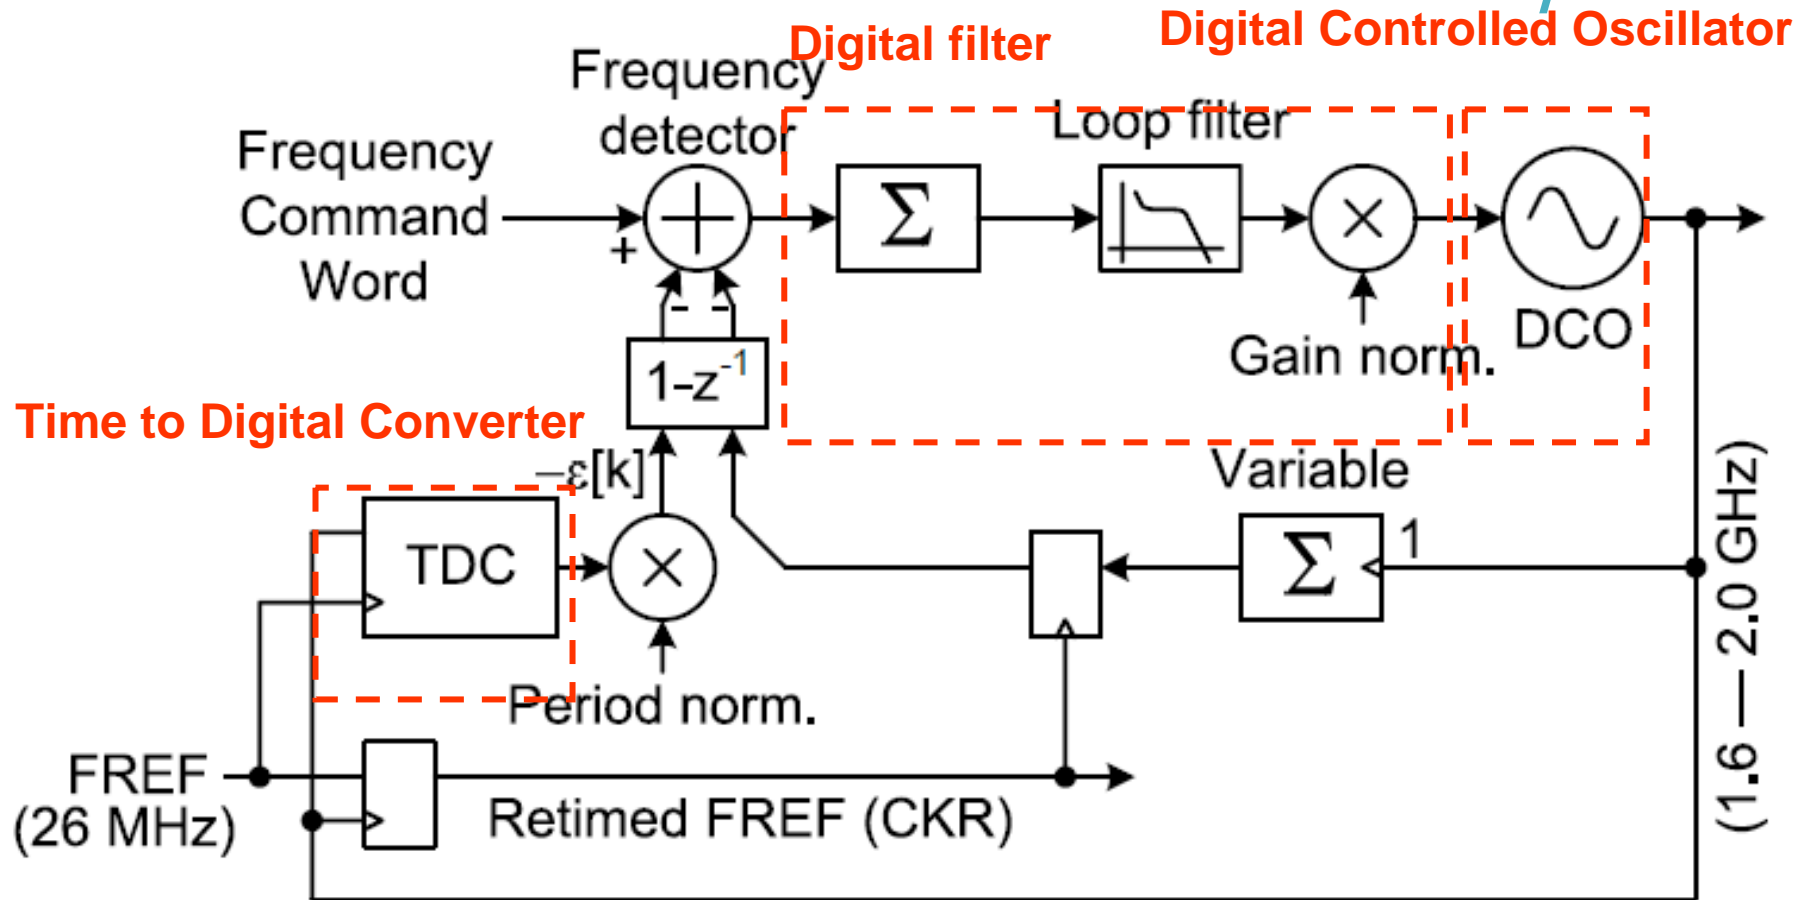 Digital filter
Digital Controlled Oscillator
Frequency
detector
Loop filter
Frequency
Command
Word
+
Σ
- -
Gain norm.
DCO
1-z-1
Time to Digital Converter
–ε[k]
Variable
TDC
Σ
1
(1.6 — 2.0 GHz)
Period norm.
FREF
(26 MHz)
Retimed FREF (CKR)